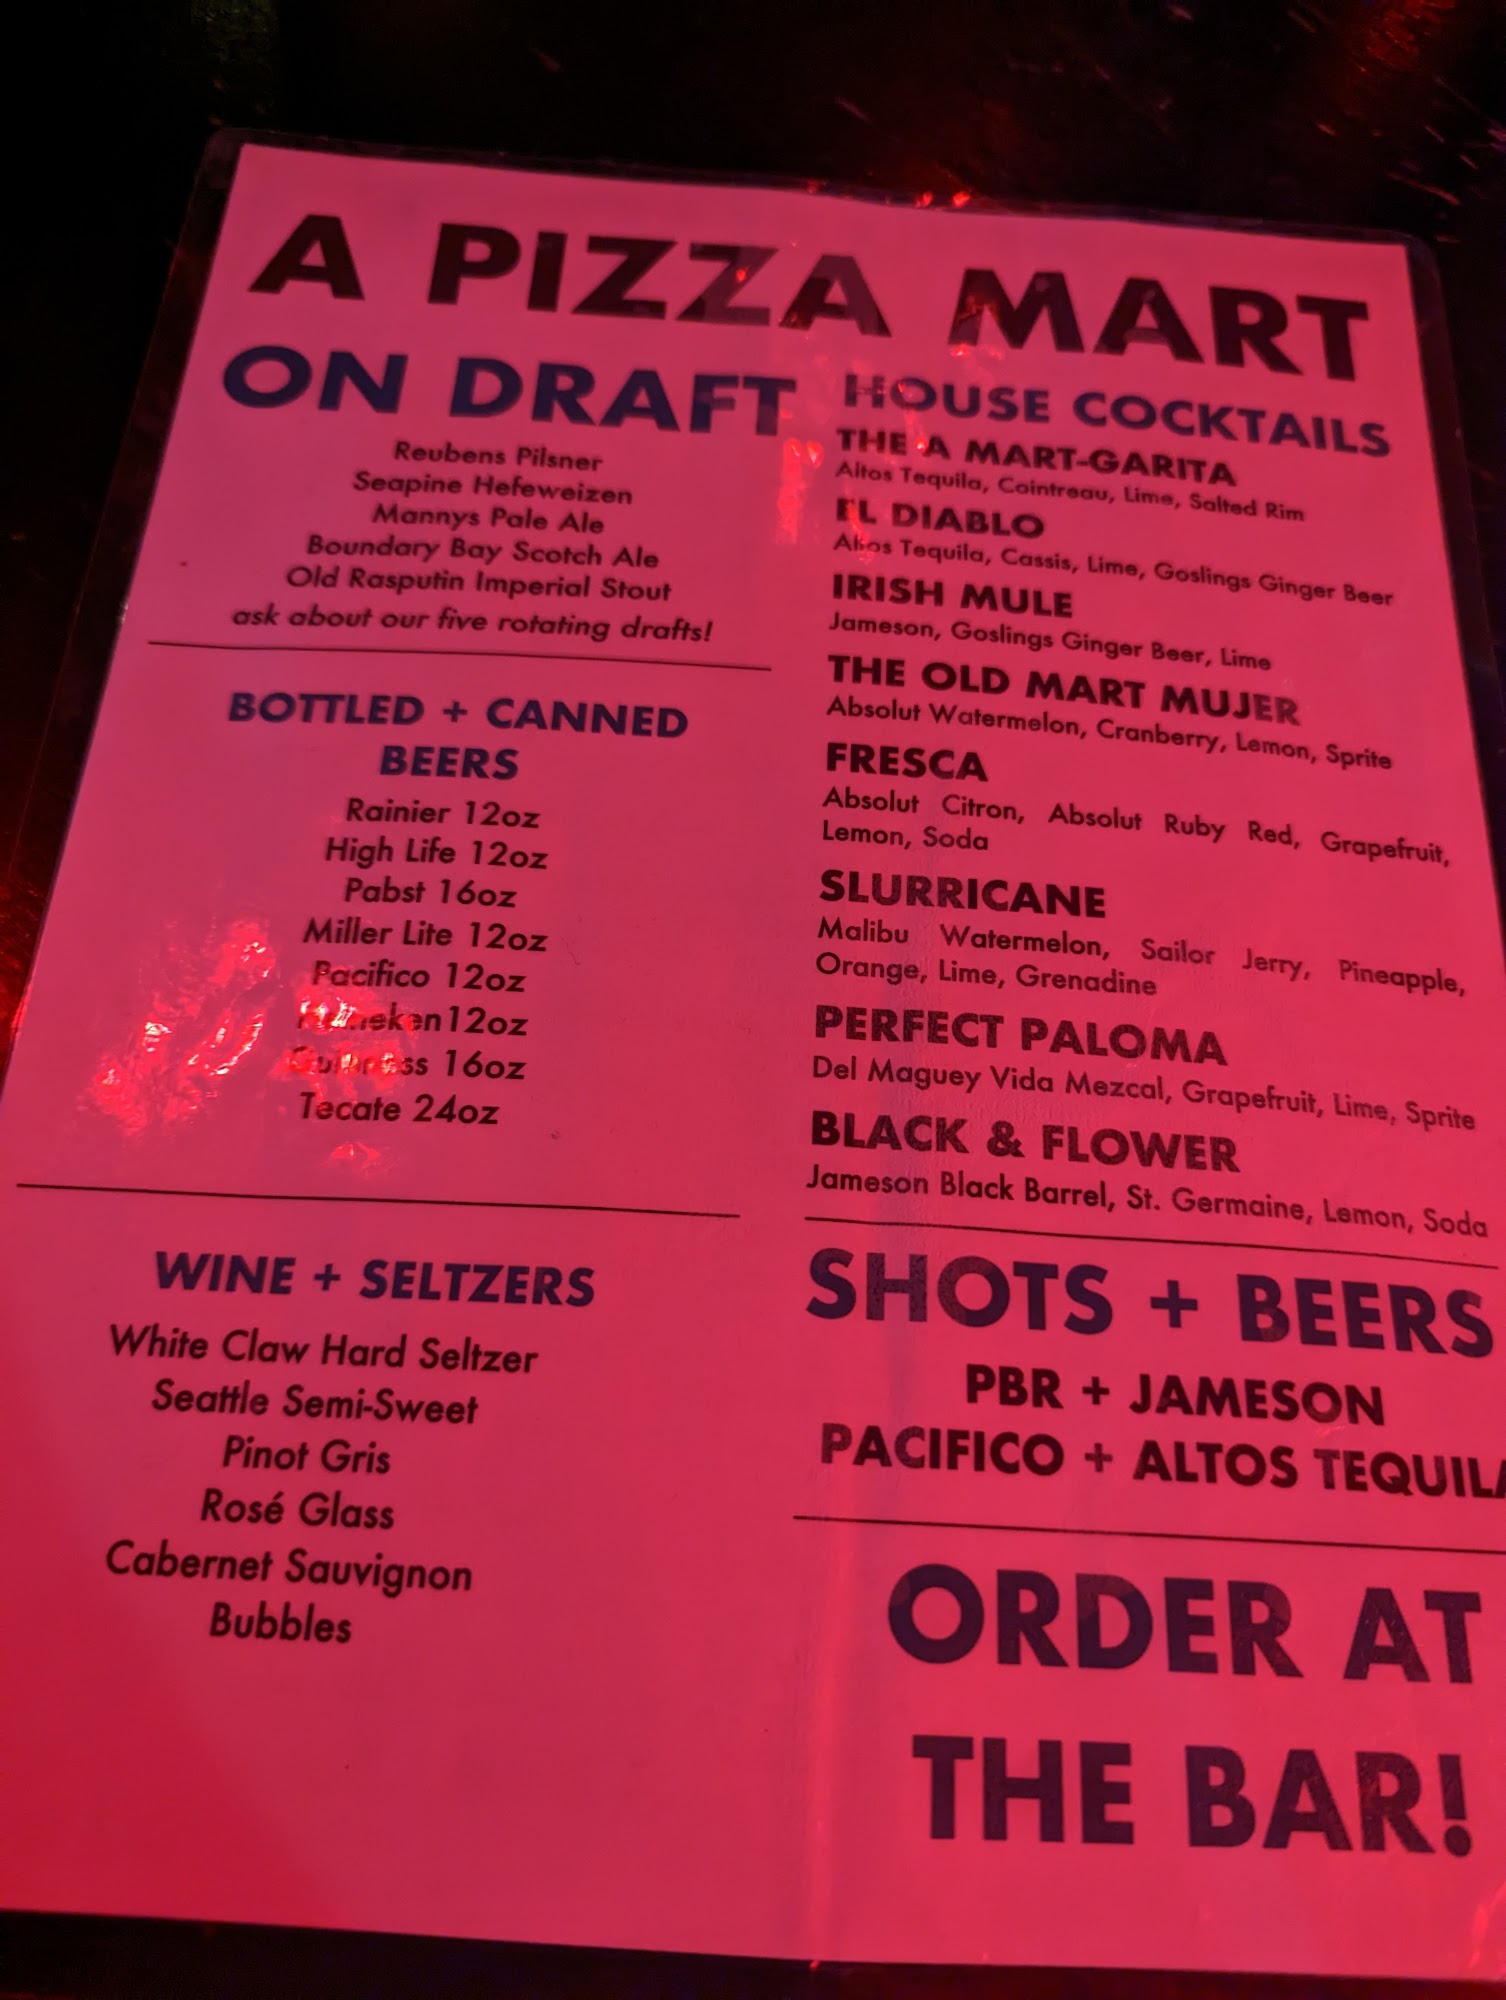 A PIZZA MART
ON DRAFT
Reubens Pilsner
Seapine Hefeweizen
Mannys Pale Ale
Boundary Bay Scotch Ale
Old Rasputin Imperial Stout
ask about our five rotating drafts!
BOTTLED + CANNED
BEERS
Rainier 12oz
High Life 12oz
Pabst 16oz
Miller Lite 12oz
Pacifico 12oz
12oz
16oz
Tecate 24oz
WINE + SELTZERS
White Claw Hard Seltzer
Seattle Semi-Sweet
Pinot Gris
Rosé Glass
Cabernet Sauvignon
Bubbles
HOUSE COCKTAILS
THE A MART-GARITA
Altos Tequila, Cointreau, Lime, Salted Rim
EL DIABLO
Altos Tequila, Cassis, Lime, Goslings Ginger Beer
IRISH MULE
Jameson, Goslings Ginger Beer, Lime
THE OLD MART MUJER
Absolut Watermelon, Cranberry, Lemon, Sprite
FRESCA
Absolut Citron, Absolut Ruby Red, Grapefruit,
Lemon, Soda
SLURRICANE
Malibu Watermelon, Sailor Jerry, Pineapple,
Orange, Lime, Grenadine
PERFECT PALOMA
Del Maguey Vida Mezcal, Grapefruit, Lime, Sprite
BLACK & FLOWER
Jameson Black Barrel, St. Germaine, Lemon, Soda
SHOTS + BEERS
PBR + JAMESON
PACIFICO + ALTOS TEQUILA
ORDER AT
THE BAR!